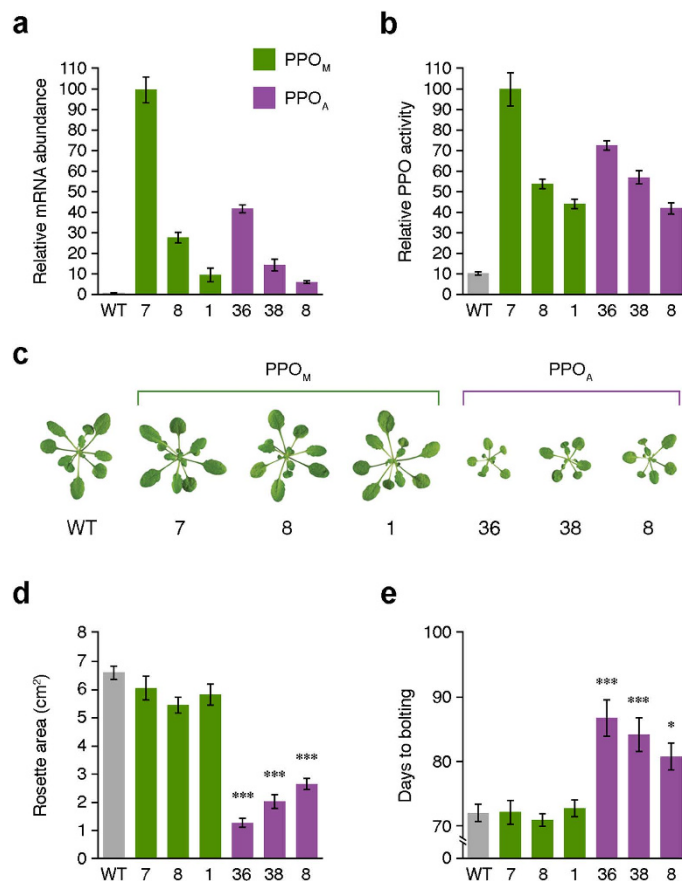 a
Relative mRNA abundance
110
100
90
80
70
60
50
40
30
20
10
0
WT 7 8 1 36 38 8
PPO_M
PPO_A
b
Relative PPO activity
110
100
90
80
70
60
50
40
30
20
10
0
WT 7 8 1 36 38 8
c
PPO_M PPO_A
WT 7 8 1 36 38 8
d
Rosette area (cm²)
8
7
6
5
4
3
2
1
0
*** *** ***
WT 7 8 1 36 38 8
e
Days to bolting
100
90
80
70
0
*** *** *
WT 7 8 1 36 38 8